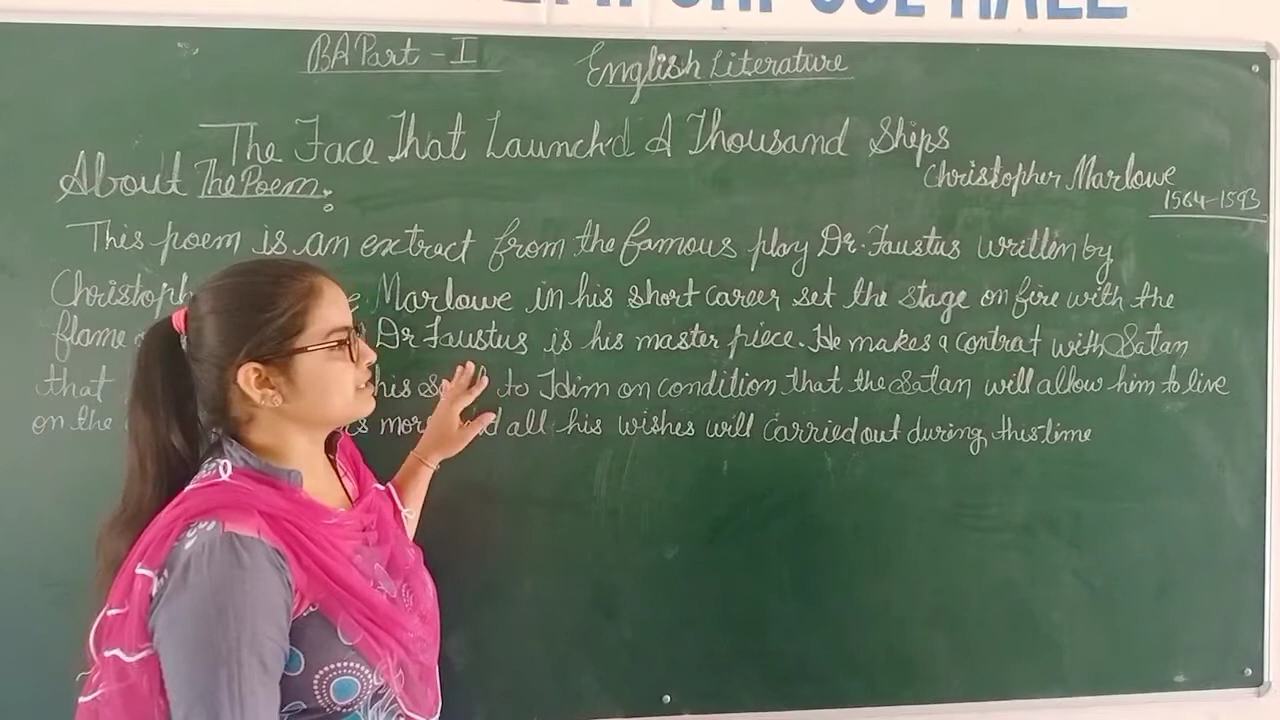 HALL
BA Part - I
English Literature
The Face That Launch'd A Thousand Ships
Christopher Marlowe
1564-1593
About The Poem:
This poem is an extract from the famous play Dr. Faustus written by
Marlowe in his short career set the stage on fire with the
flame Dr Faustus is his master piece. He makes a contrat with Satan
that his to Him on condition that the Satan will allow him to live
on the all his wishes will carried out during this time